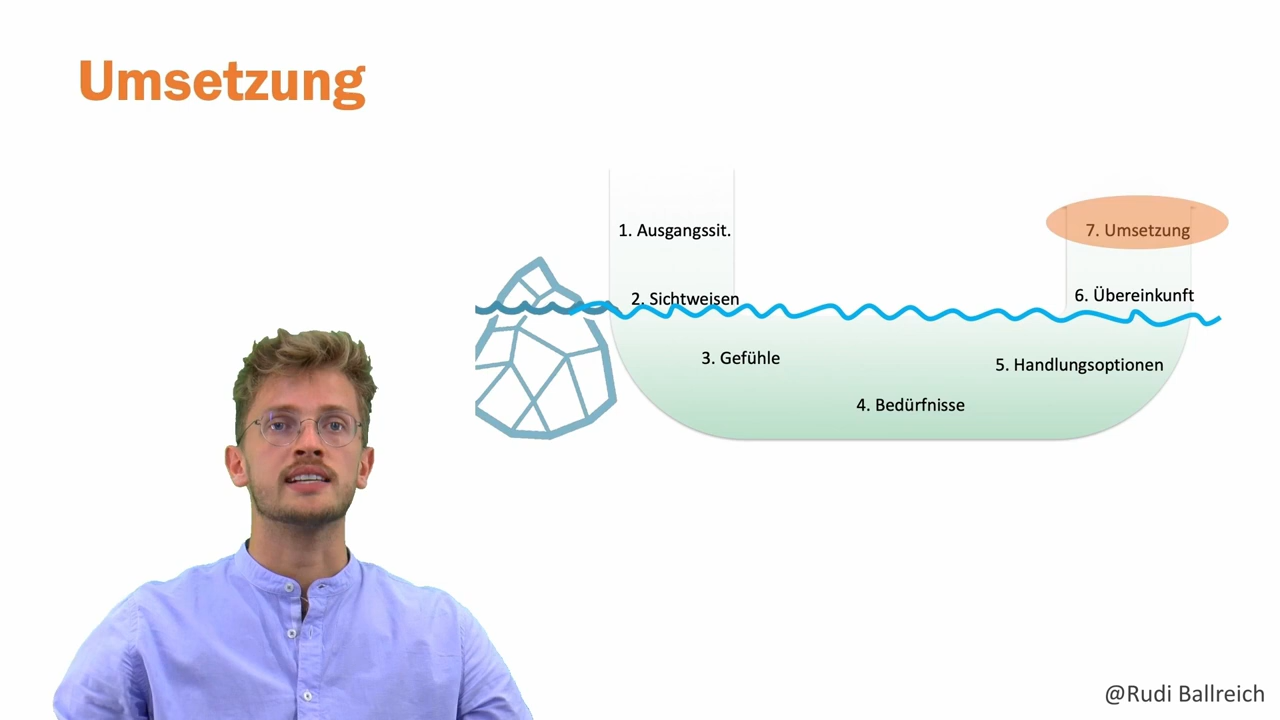 Umsetzung
1. Ausgangssit.
7. Umsetzung
2. Sichtweisen
6. Übereinkunft
3. Gefühle
5. Handlungsoptionen
4. Bedürfnisse
@Rudi Ballreich